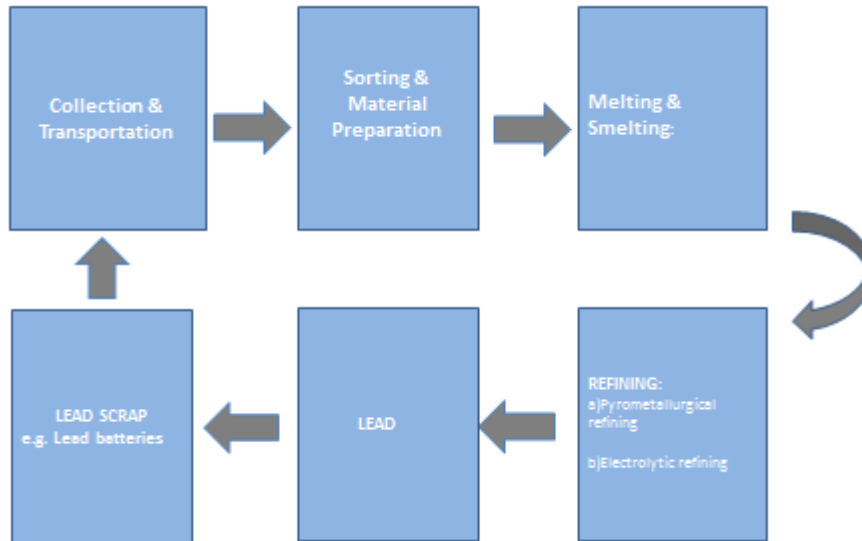 Collection &
Transportation
Sorting &
Material
Preparation
Melting &
Smelting:
LEAD SCRAP
e.g. Lead batteries
LEAD
REFINING:
a)Pyrometallurgical
refining
b)Electrolytic refining